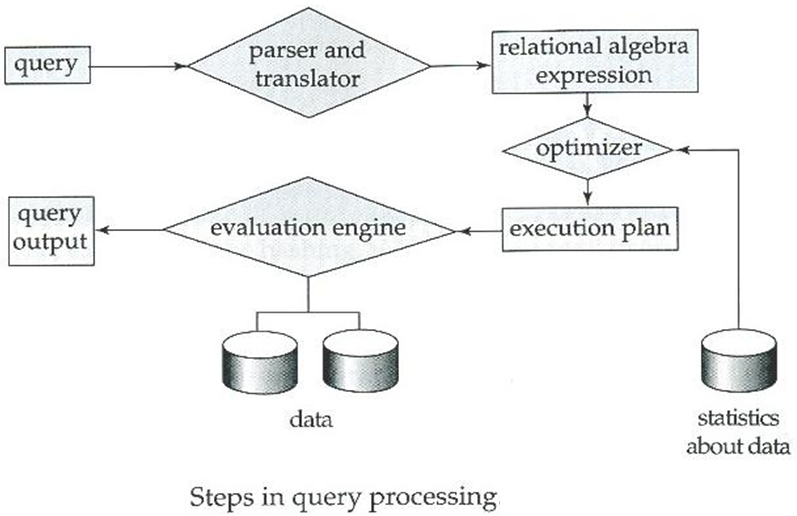 query
parser and
translator
relational algebra
expression
optimizer
query
output
evaluation engine
execution plan
data
statistics
about data
Steps in query processing